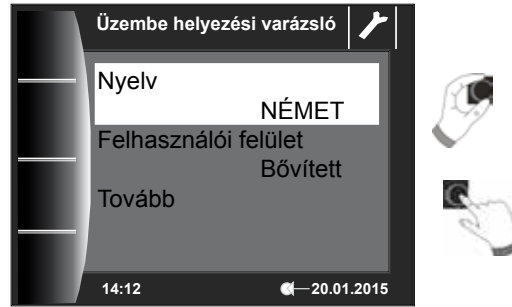 Üzembe helyezési varázsló
Nyelv
NÉMET
Felhasználói felület
Bővített
Tovább
14:12 20.01.2015